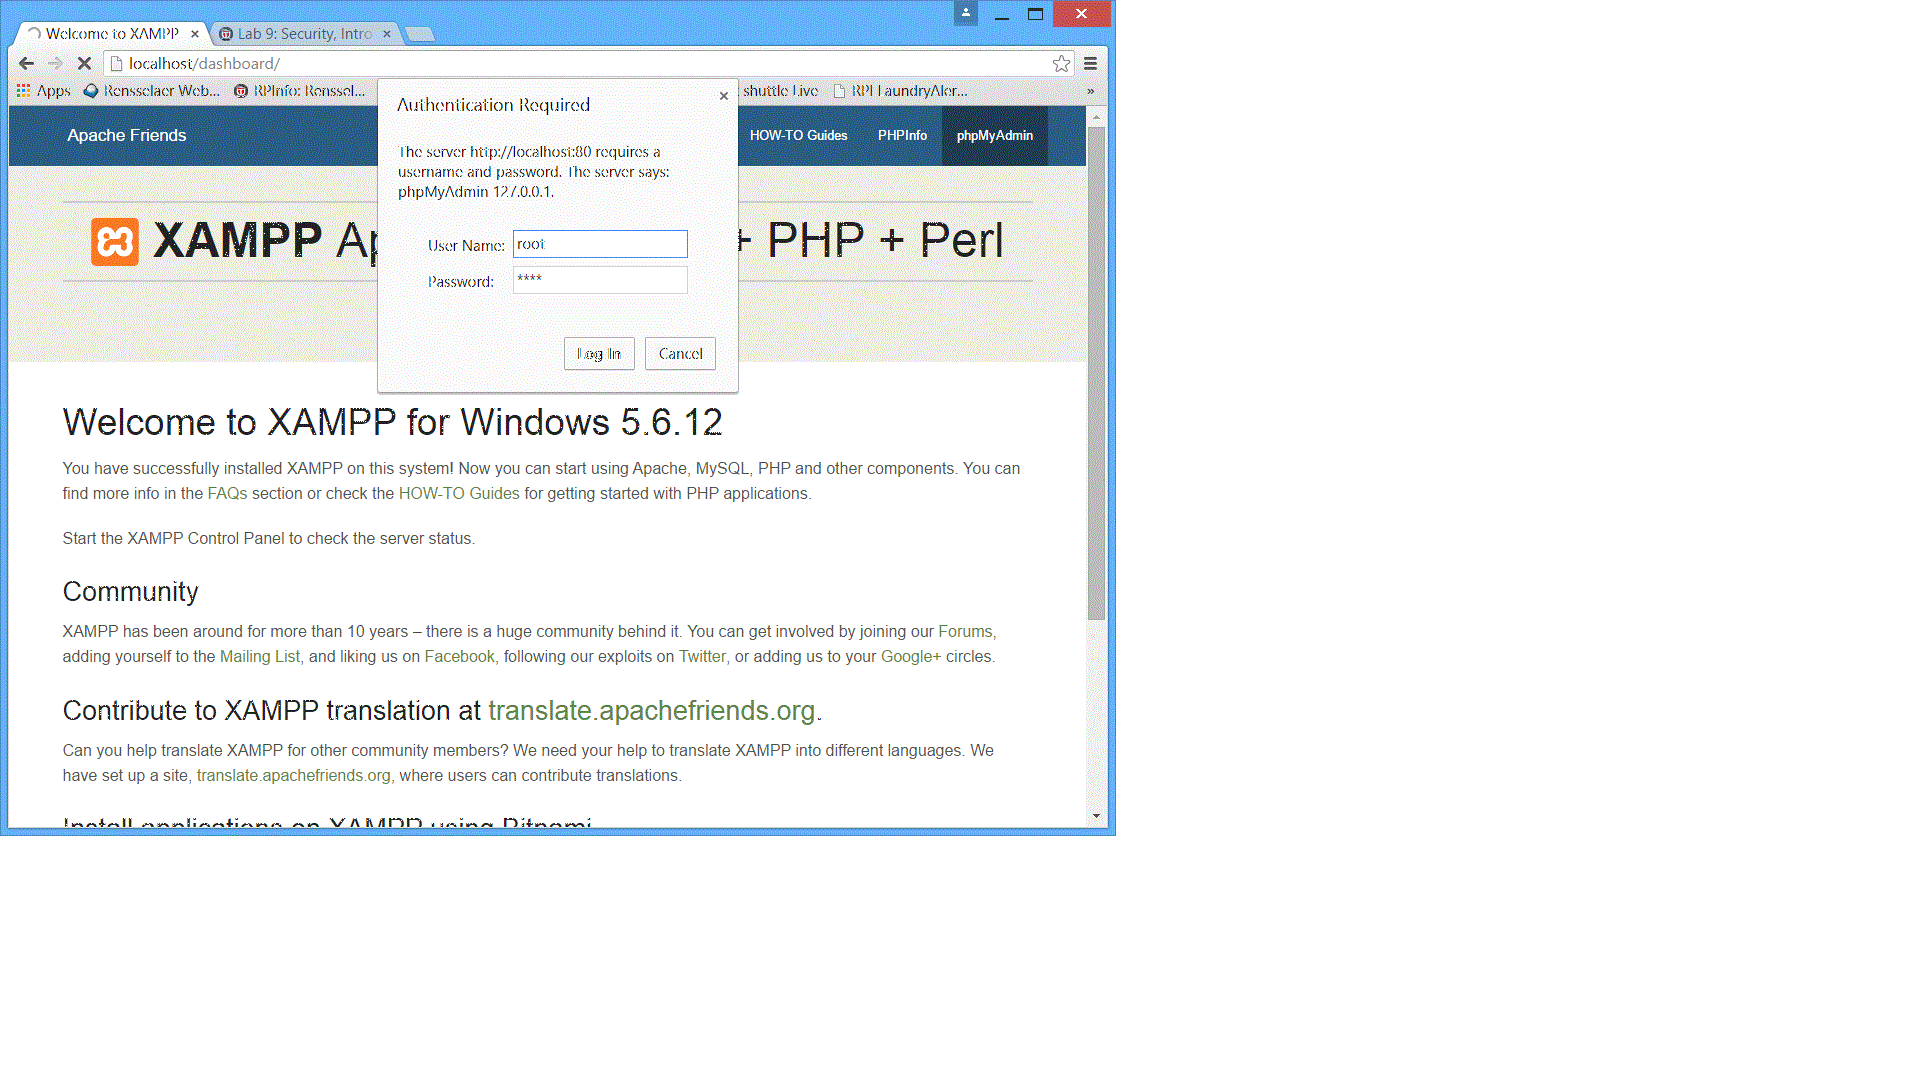 Welcome to XAMPP
Lab 9: Security, Intro
localhost/dashboard/
Apps Rensselaer Web... RPInfo: Renssel... shuttle Live RPI LaundryAler... »
Authentication Required
The server http://localhost:80 requires a
username and password. The server says:
phpMyAdmin 127.0.0.1.
User Name: root
Password: ****
Log In Cancel
Apache Friends HOW-TO Guides PHPInfo phpMyAdmin
XAMPP Ap + PHP + Perl
Welcome to XAMPP for Windows 5.6.12
You have successfully installed XAMPP on this system! Now you can start using Apache, MySQL, PHP and other components. You can
find more info in the FAQs section or check the HOW-TO Guides for getting started with PHP applications.
Start the XAMPP Control Panel to check the server status.
Community
XAMPP has been around for more than 10 years – there is a huge community behind it. You can get involved by joining our Forums,
adding yourself to the Mailing List, and liking us on Facebook, following our exploits on Twitter, or adding us to your Google+ circles.
Contribute to XAMPP translation at translate.apachefriends.org.
Can you help translate XAMPP for other community members? We need your help to translate XAMPP into different languages. We
have set up a site, translate.apachefriends.org, where users can contribute translations.
Install applications on XAMPP using Bitnami